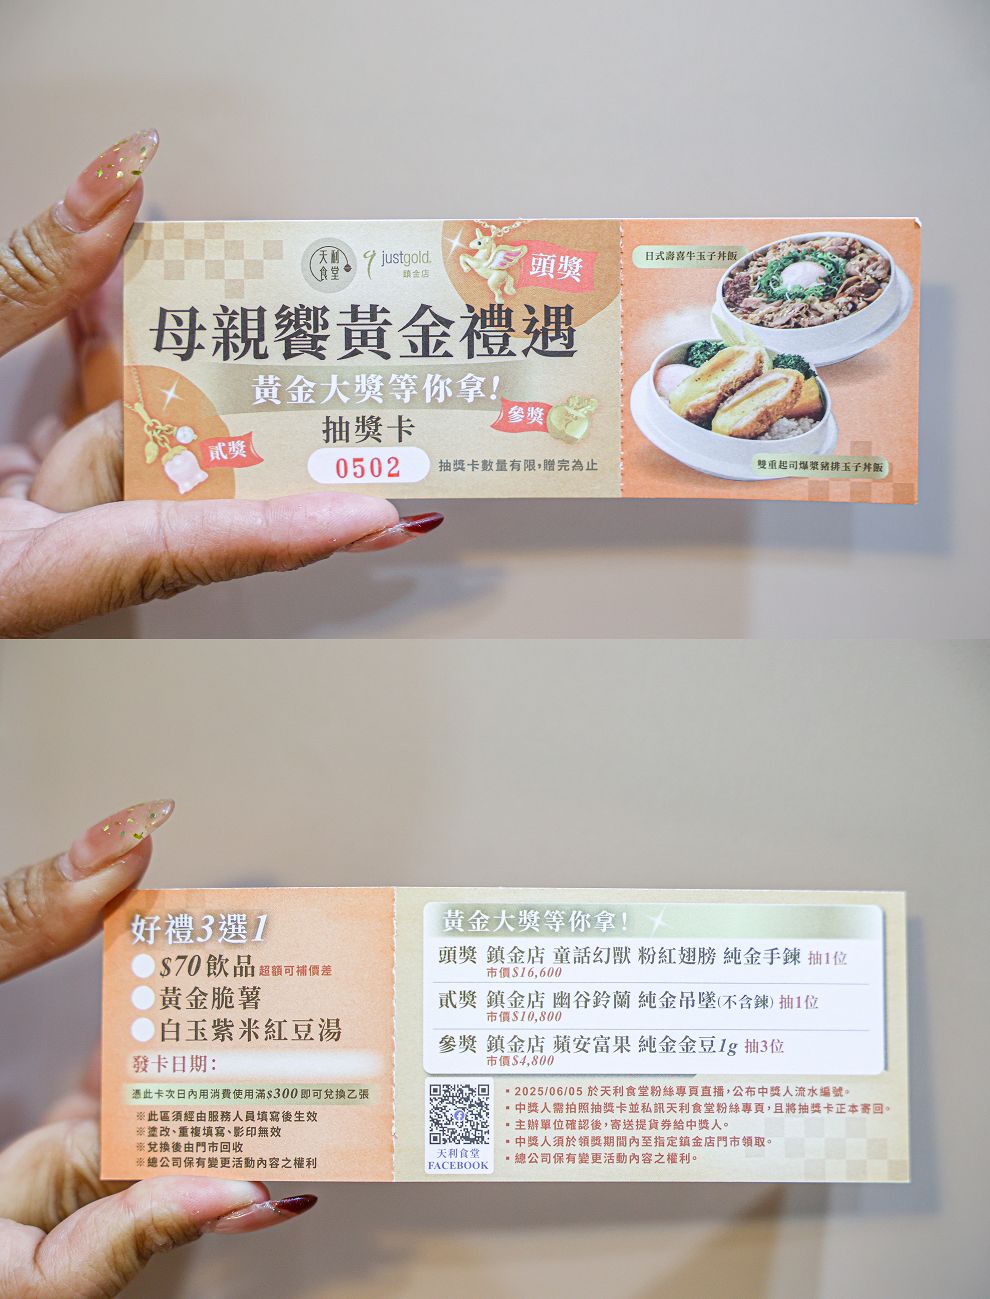 天利食堂
justgold.
鎮金店
頭獎
母親饗黃金禮遇
黃金大獎等你拿!
參獎
貳獎
抽獎卡
0502
抽獎卡數量有限,贈完為止
日式壽喜牛玉子丼飯
雙重起司爆漿豬排玉子丼飯
好禮3選1
$70飲品 超額可補價差
黃金脆薯
白玉紫米紅豆湯
發卡日期:
憑此卡次日內用消費使用滿$300即可兌換乙張
※此區須經由服務人員填寫後生效
※塗改、重複填寫、影印無效
※兌換後由門市回收
※總公司保有變更活動內容之權利
黃金大獎等你拿!
頭獎 鎮金店 童話幻獸 粉紅翅膀 純金手鍊 抽1位
市價$16,600
貳獎 鎮金店 幽谷鈴蘭 純金吊墜(不含鍊) 抽1位
市價$10,800
參獎 鎮金店 蘋安富果 純金金豆1g 抽3位
市價$4,800
▪ 2025/06/05 於天利食堂粉絲專頁直播,公布中獎人流水編號。
▪ 中獎人需拍照抽獎卡並私訊天利食堂粉絲專頁,且將抽獎卡正本寄回。
▪ 主辦單位確認後,寄送提貨券給中獎人。
▪ 中獎人須於領獎期間內至指定鎮金店門市領取。
▪ 總公司保有變更活動內容之權利。
天利食堂
FACEBOOK